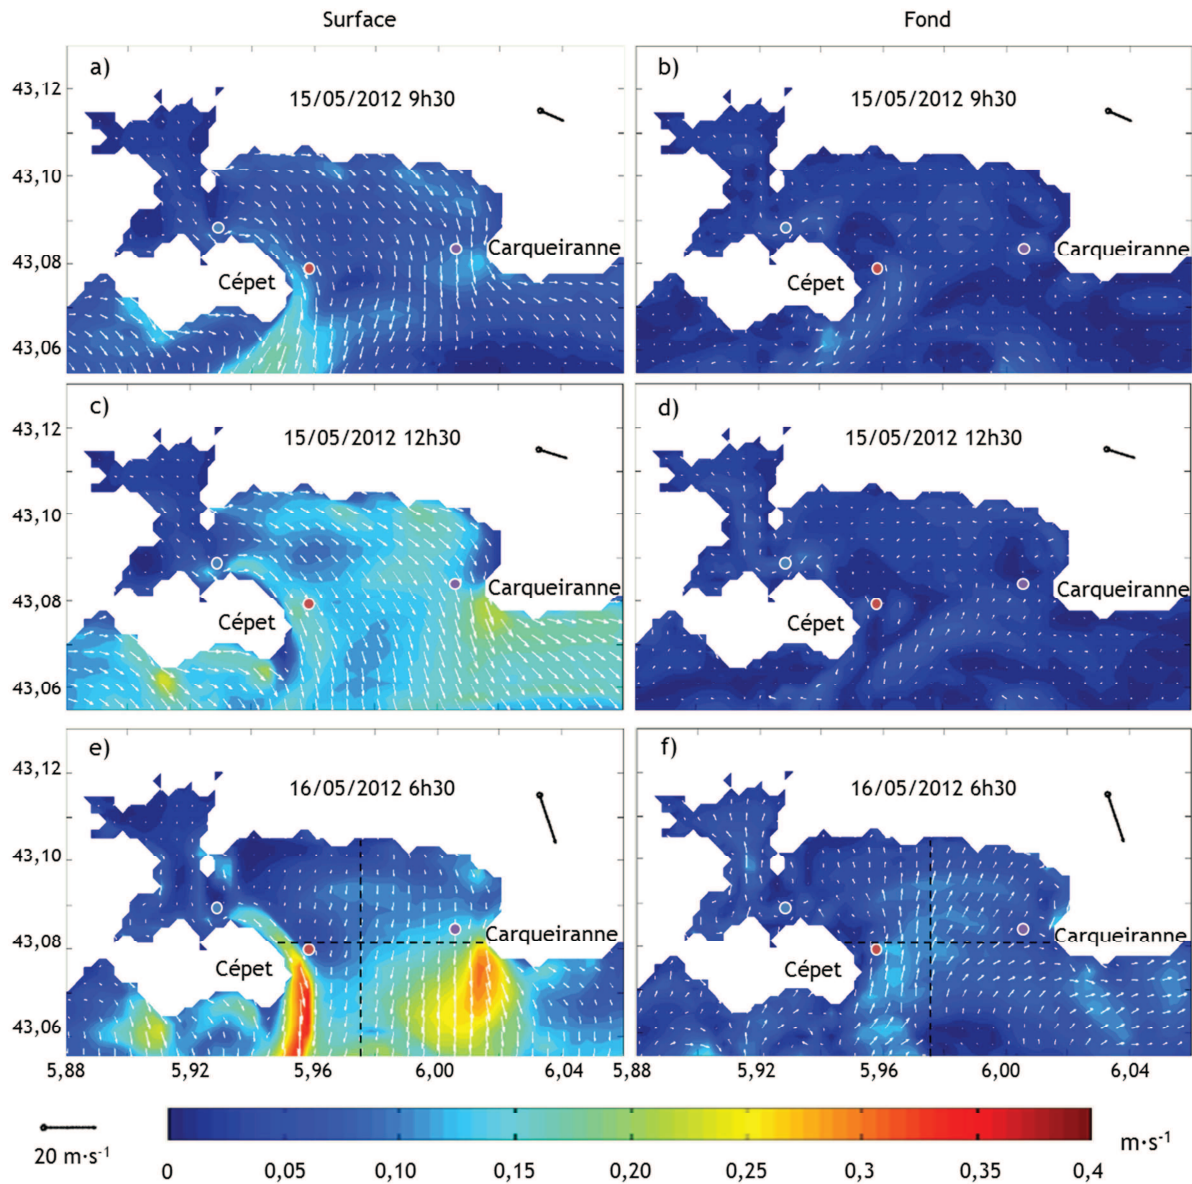 Surface Fond
a) b)
43,12
15/05/2012 9h30 15/05/2012 9h30
43,10
Carqueiranne Carqueiranne
43,08
Cépet Cépet
43,06
c) d)
43,12
15/05/2012 12h30 15/05/2012 12h30
43,10
Carqueiranne Carqueiranne
43,08
Cépet Cépet
43,06
e) f)
43,12
16/05/2012 6h30 16/05/2012 6h30
43,10
Carqueiranne Carqueiranne
43,08
Cépet Cépet
43,06
5,88 5,92 5,96 6,00 6,04 5,88 5,92 5,96 6,00 6,04
20 m·s-1
0 0,05 0,1 0,15 0,20 0,25 0,3 0,35 0,4
m·s-1